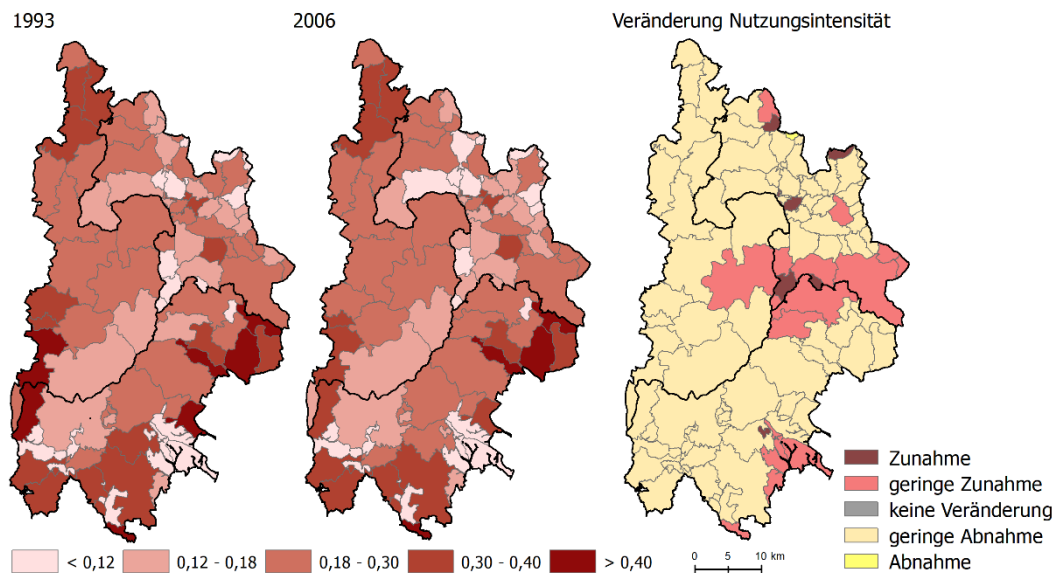 1993
2006
Veränderung Nutzungsintensität
Zunahme
geringe Zunahme
keine Veränderung
geringe Abnahme
Abnahme
< 0,12
0,12 - 0,18
0,18 - 0,30
0,30 - 0,40
> 0,40
0 5 10 km